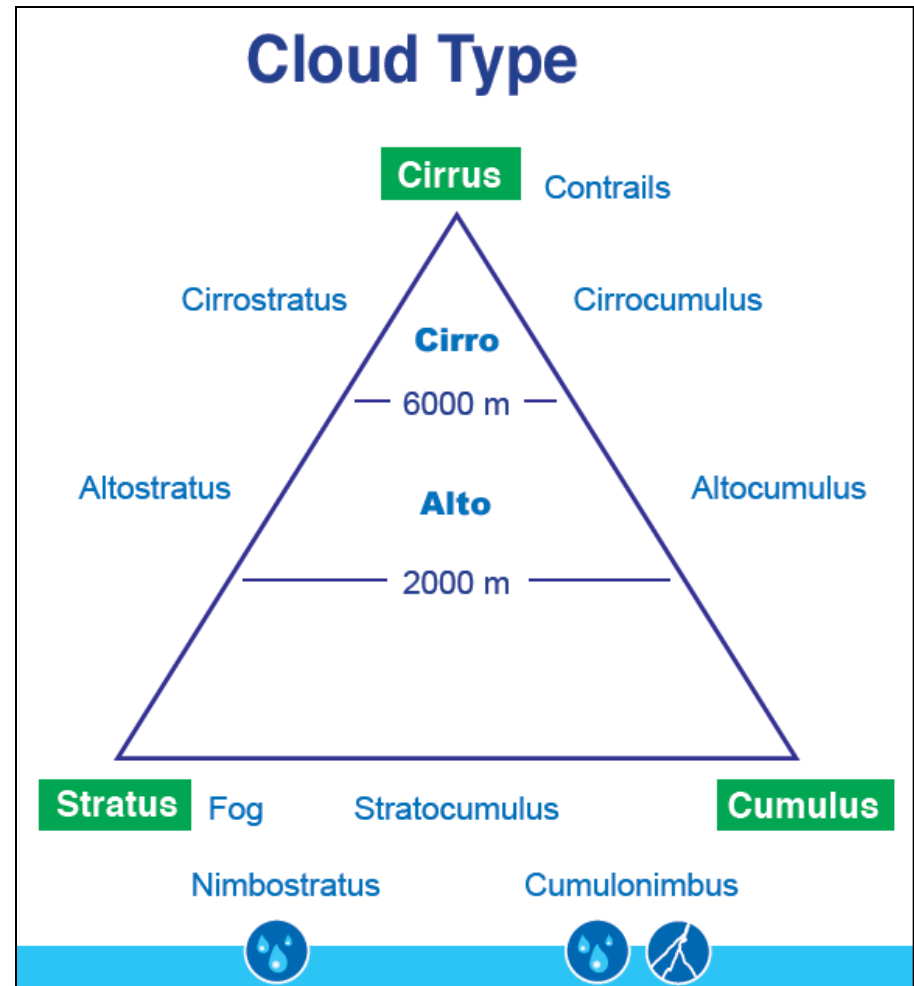 Cloud Type
Cirrus Contrails
Cirrostratus Cirrocumulus
Cirro
6000 m
Altostratus Altocumulus
Alto
2000 m
Stratus Fog Stratocumulus Cumulus
Nimbostratus Cumulonimbus